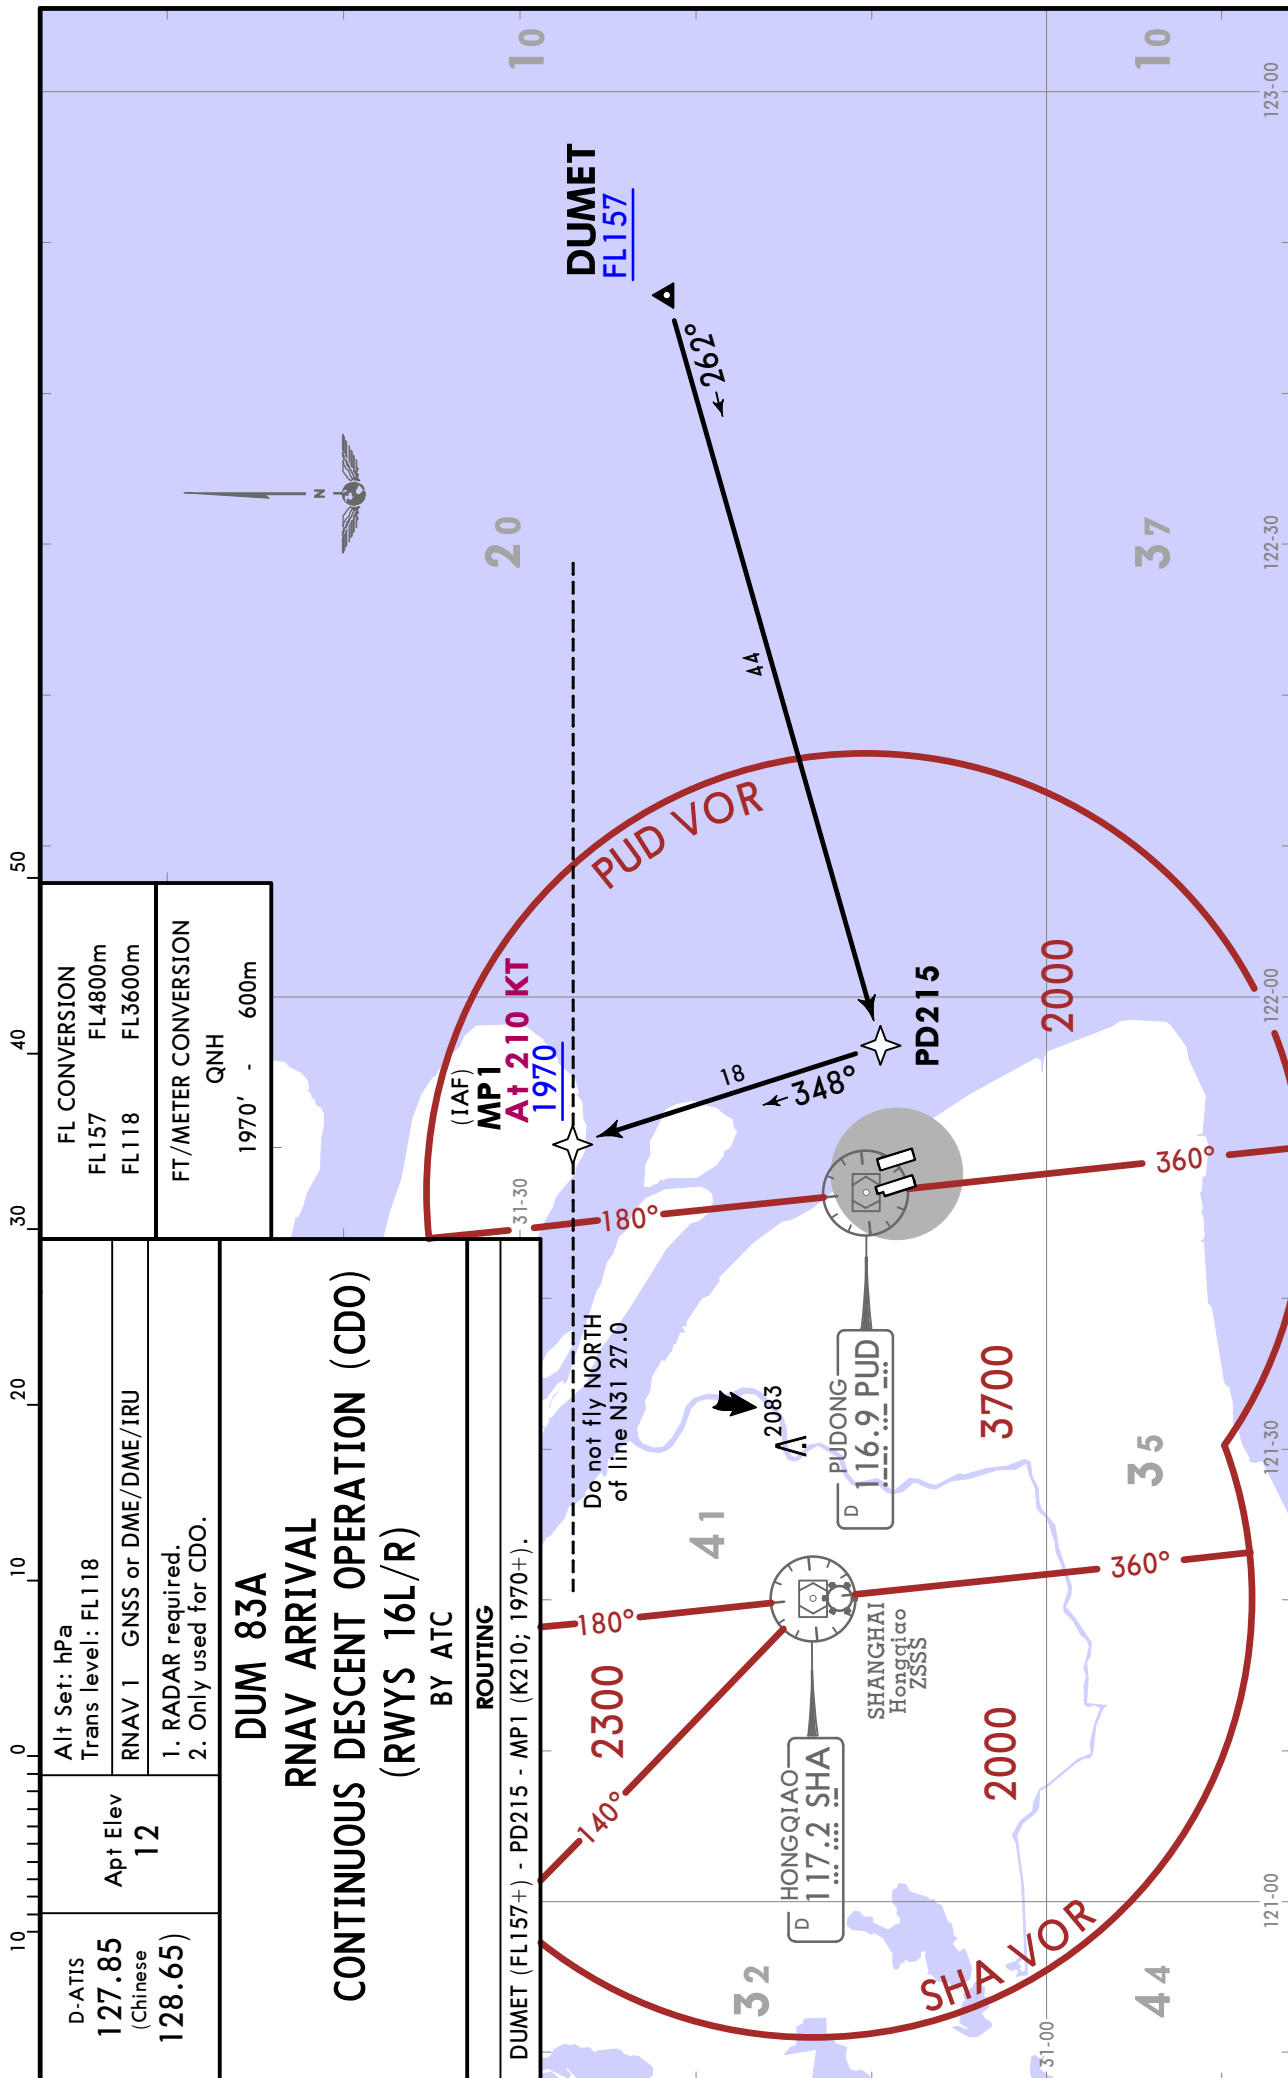 D-ATIS
127.85
(Chinese
128.65)
Apt Elev
12
Alt Set: hPa
Trans level: FL118
RNAV 1 GNSS or DME/DME/IRU
1. RADAR required.
2. Only used for CDO.
DUM 83A
RNAV ARRIVAL
CONTINUOUS DESCENT OPERATION (CDO)
(RWYS 16L/R)
BY ATC
ROUTING
DUMET (FL157+) - PD215 - MP1 (K210; 1970+).
FL CONVERSION
FL157 FL4800m
FL118 FL3600m
FT/METER CONVERSION
QNH
1970' - 600m
10
0
10
20
30
40
50
N
10
20
DUMET
FL157
262°
44
(IAF)
MP1
At 210 KT
1970
18
348°
PD215
PUD VOR
Do not fly NORTH
of line N31 27.0
31-30
180°
360°
2000
37
10
2083
41
D PUDONG
116.9 PUD
3700
35
180°
140°
2300
360°
SHANGHAI
Hongqiao
ZSSS
D HONGQIAO
117.2 SHA
2000
32
SHA VOR
44
31-00
121-00
121-30
122-00
122-30
123-00